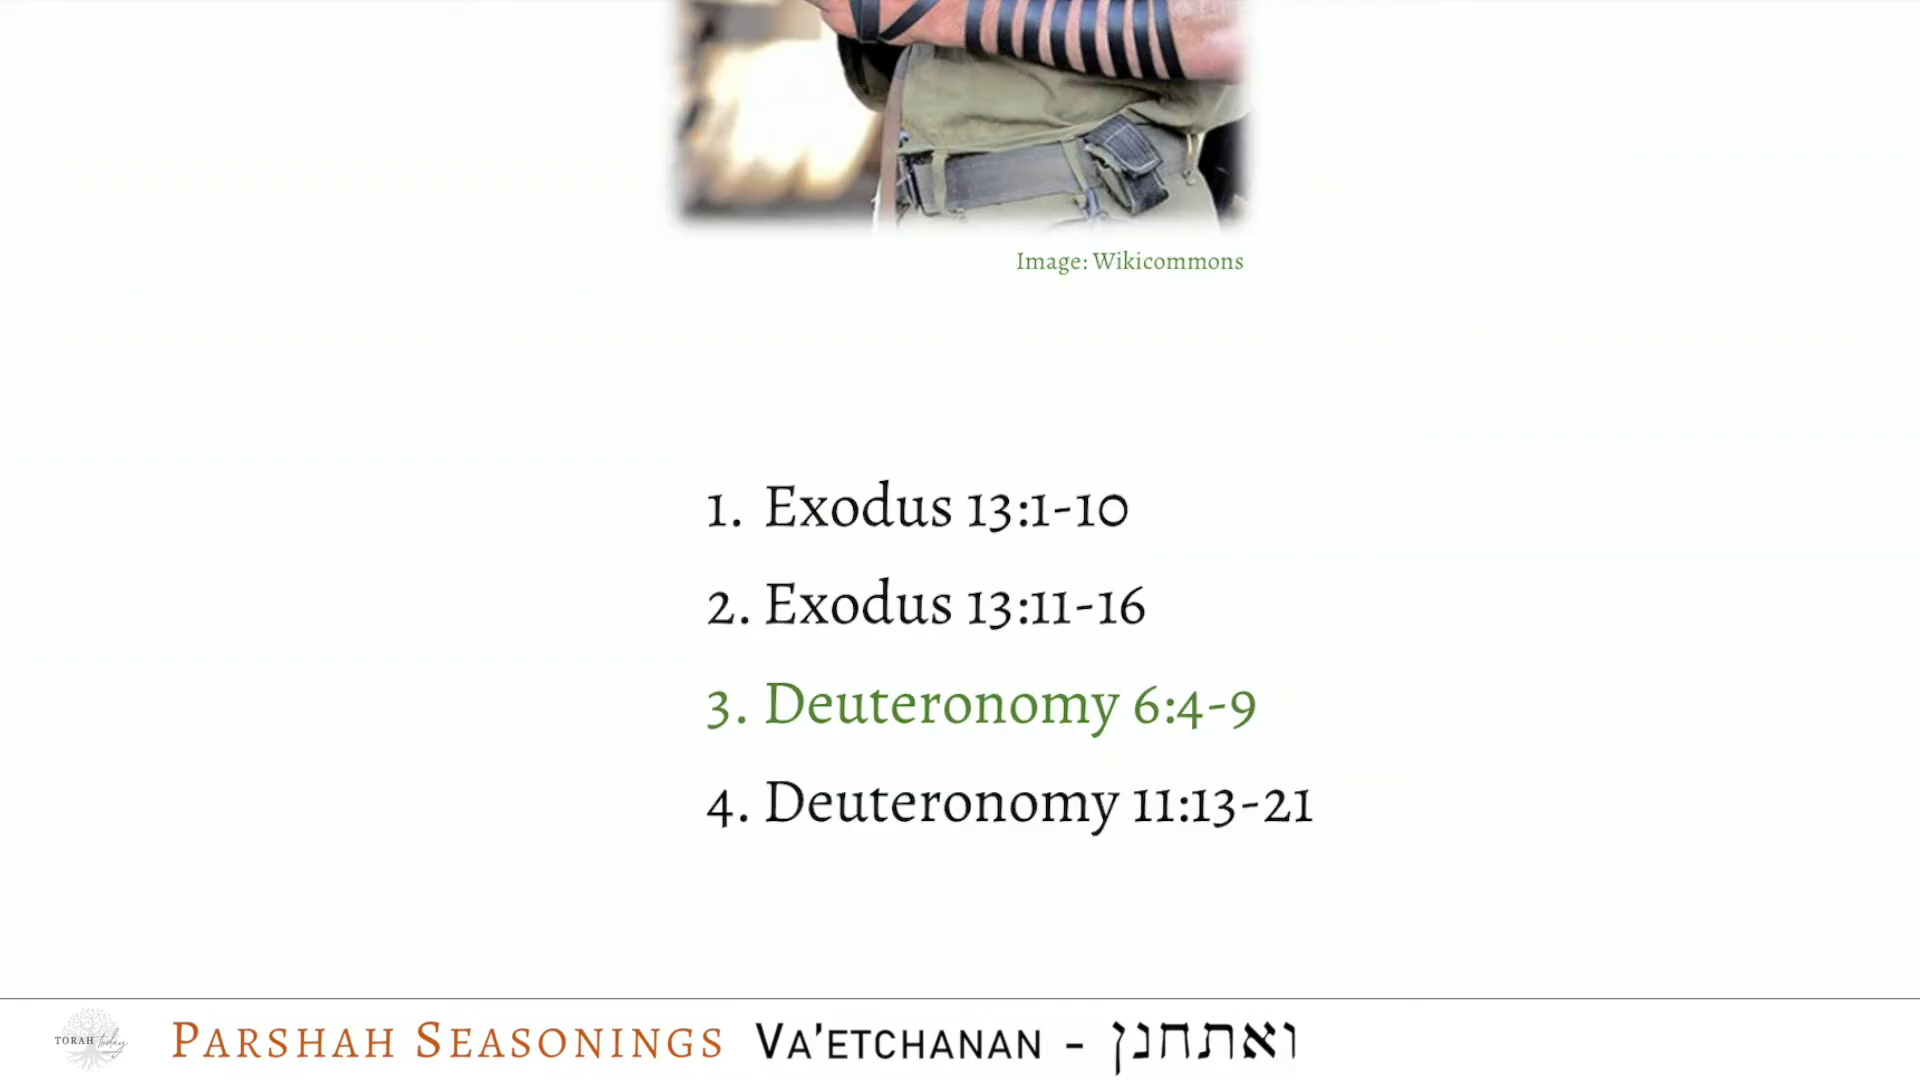 Image: Wikicommons
1. Exodus 13:1-10
2. Exodus 13:11-16
3. Deuteronomy 6:4-9
4. Deuteronomy 11:13-21
TORAH today
PARSHAH SEASONINGS VA'ETCHANAN - ואתחנן